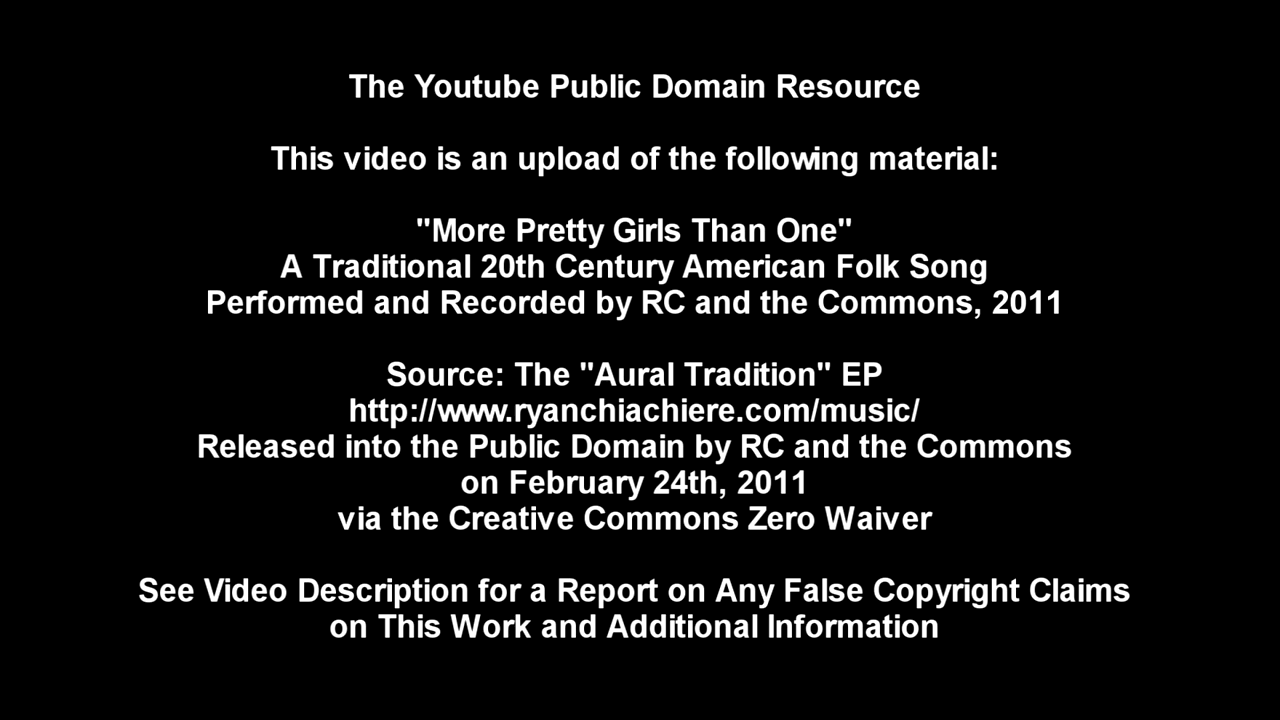 The Youtube Public Domain Resource
This video is an upload of the following material:
"More Pretty Girls Than One"
A Traditional 20th Century American Folk Song
Performed and Recorded by RC and the Commons, 2011
Source: The "Aural Tradition" EP
http://www.ryanchiachiere.com/music/
Released into the Public Domain by RC and the Commons
on February 24th, 2011
via the Creative Commons Zero Waiver
See Video Description for a Report on Any False Copyright Claims
on This Work and Additional Information